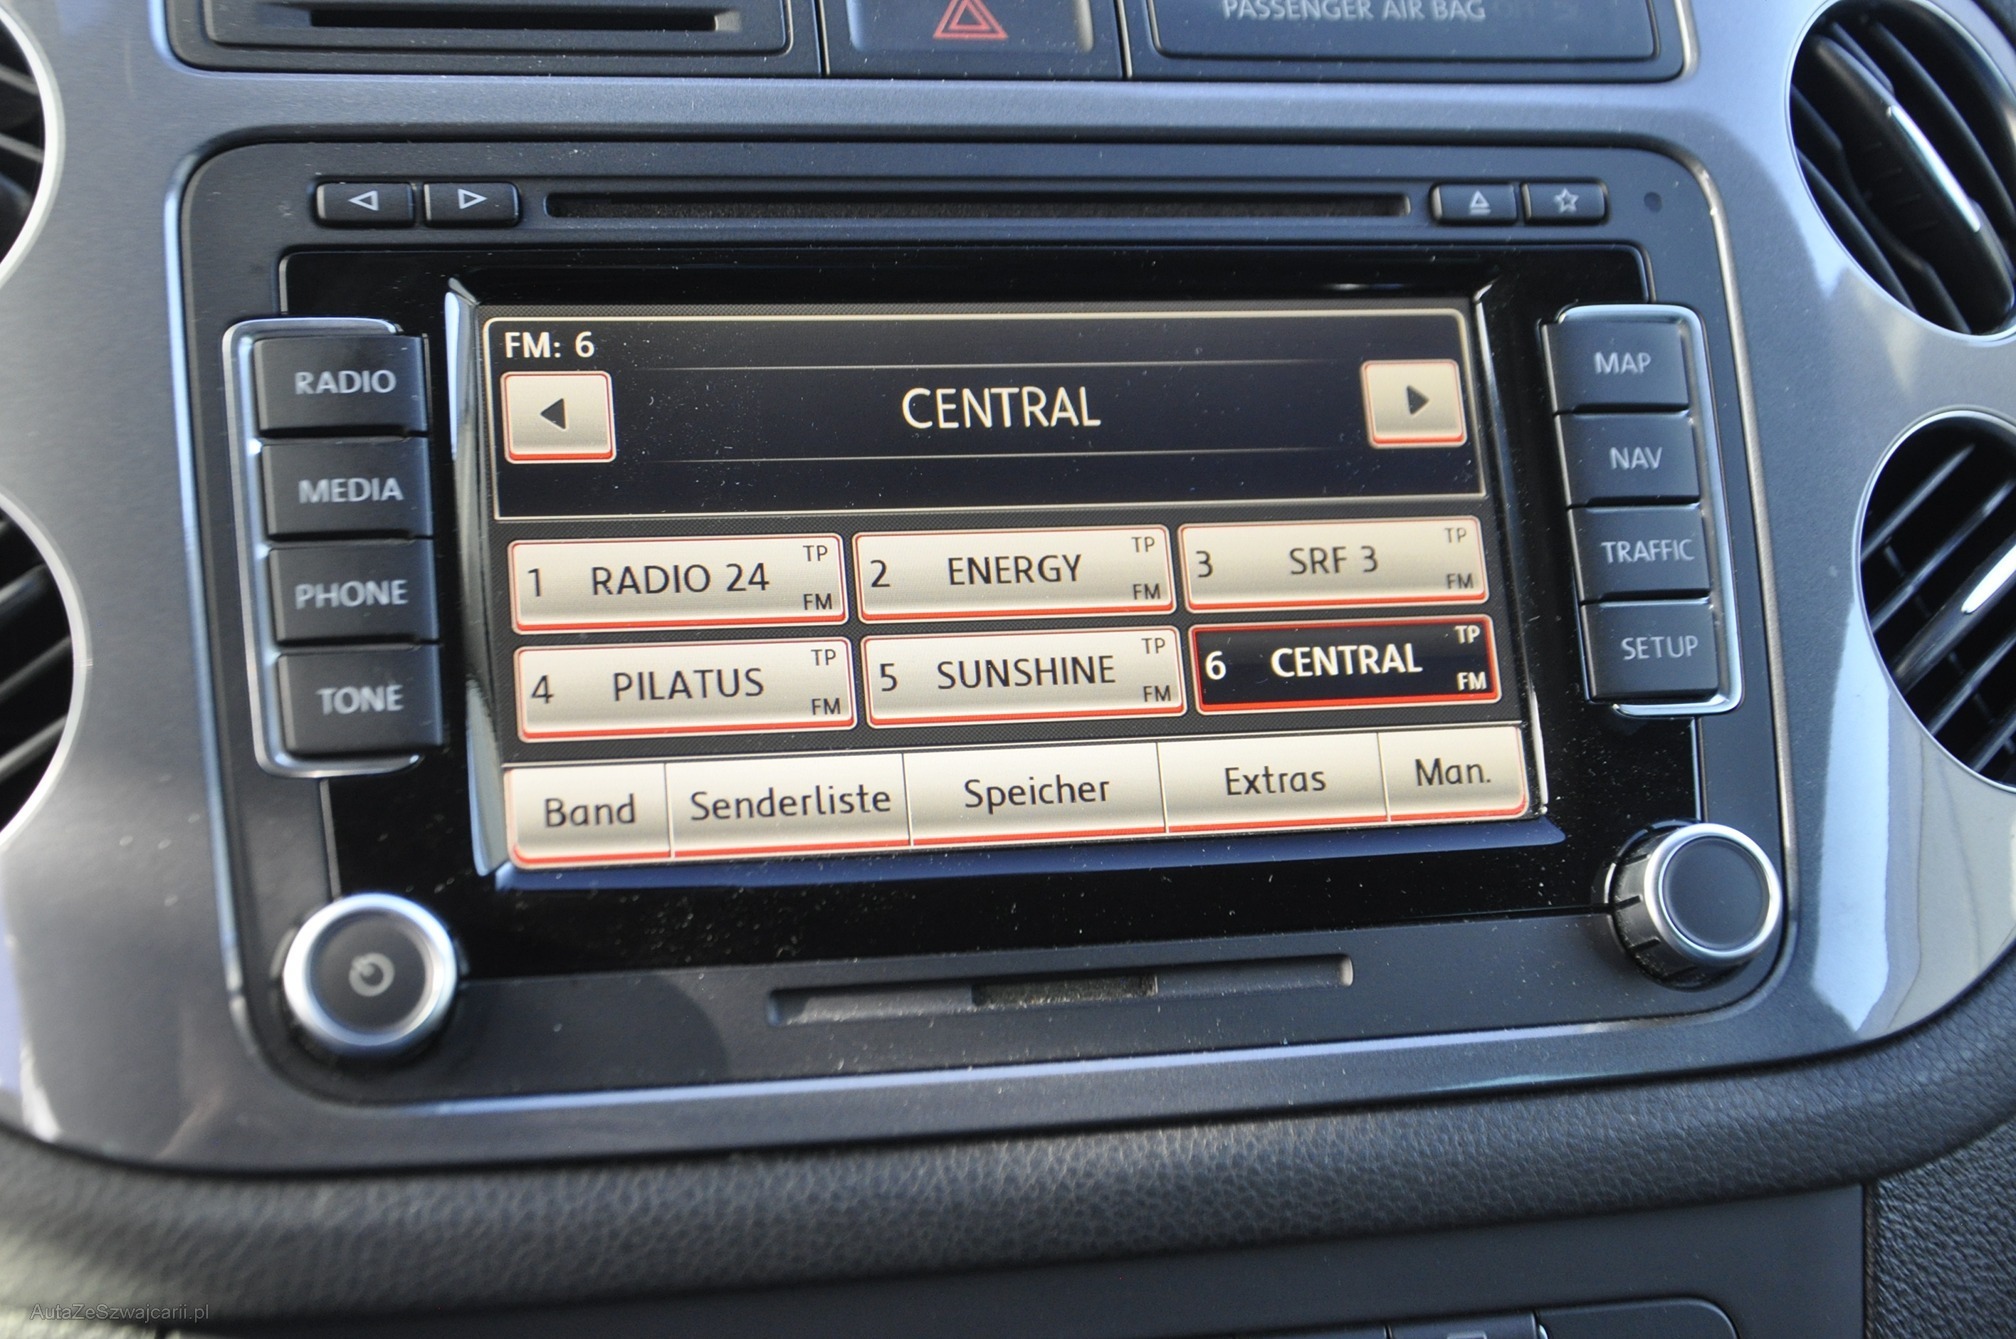 PASSENGER AIR BAG
FM: 6
CENTRAL
RADIO
MEDIA
PHONE
TONE
1 RADIO 24 TP FM
2 ENERGY TP FM
3 SRF 3 TP FM
4 PILATUS TP FM
5 SUNSHINE TP FM
6 CENTRAL TP FM
Band Senderliste Speicher Extras Man.
MAP
NAV
TRAFFIC
SETUP
AutaZeSzwajcarii.pl